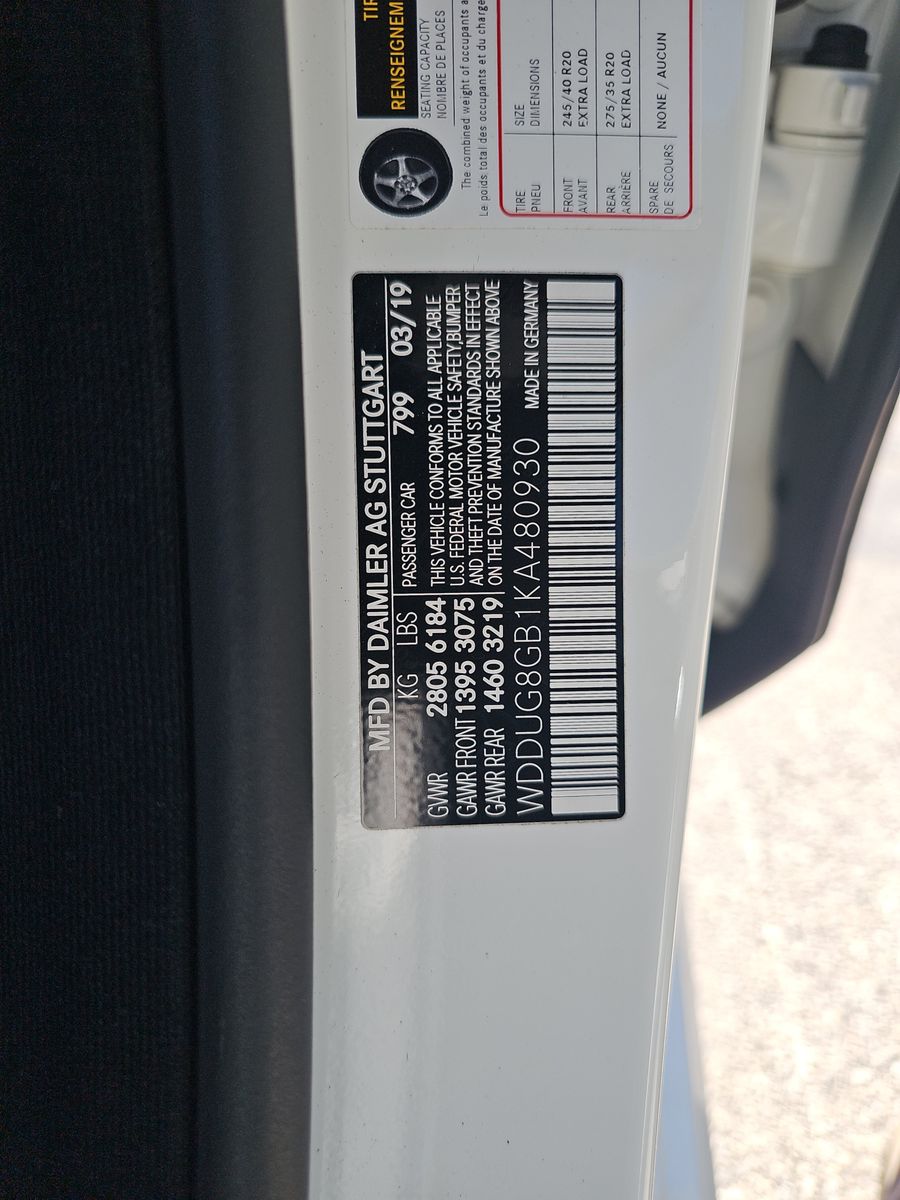 TIR
RENSEIGNEM
SEATING CAPACITY
NOMBRE DE PLACES
The combined weight of occupants a
Le poids total des occupants et du charge
TIRE SIZE
PNEU DIMENSIONS
FRONT 245/40 R20
AVANT EXTRA LOAD
REAR 275/35 R20
ARRIÈRE EXTRA LOAD
SPARE NONE / AUCUN
DE SECOURS
MFD BY DAIMLER AG STUTTGART
KG LBS PASSENGER CAR 799 03/19
GVWR 2805 6184 THIS VEHICLE CONFORMS TO ALL APPLICABLE
GAWR FRONT 1395 3075 U.S. FEDERAL MOTOR VEHICLE SAFETY, BUMPER
GAWR REAR 1460 3219 AND THEFT PREVENTION STANDARDS IN EFFECT
ON THE DATE OF MANUFACTURE SHOWN ABOVE
WDDUG8GB1KA480930 MADE IN GERMANY